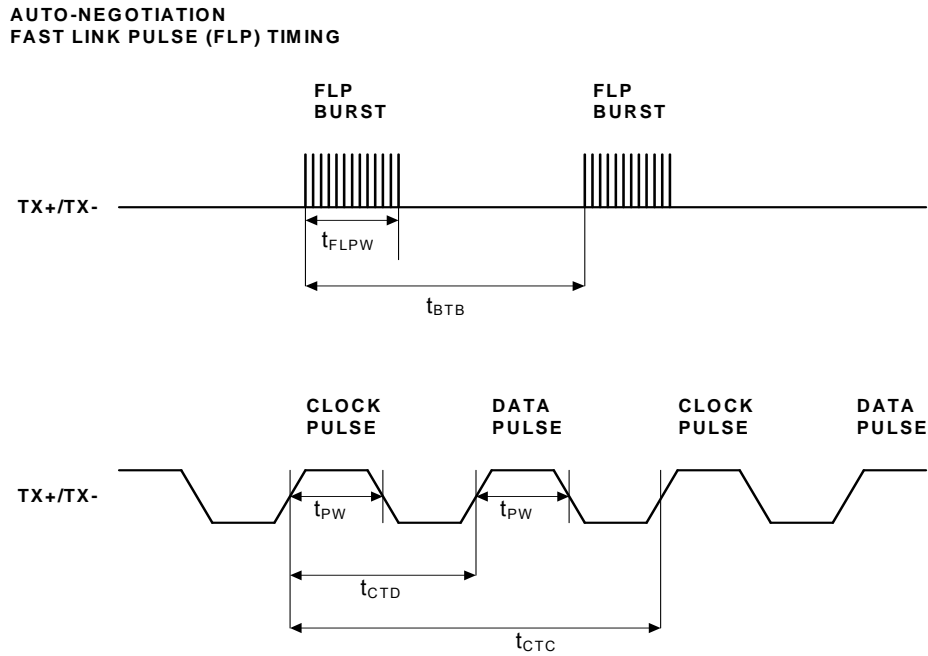 AUTO-NEGOTIATION
FAST LINK PULSE (FLP) TIMING
FLP
BURST
FLP
BURST
TX+/TX-
tFLPW
tBTB
CLOCK
PULSE
DATA
PULSE
CLOCK
PULSE
DATA
PULSE
TX+/TX-
tPW
tPW
tCTD
tCTC